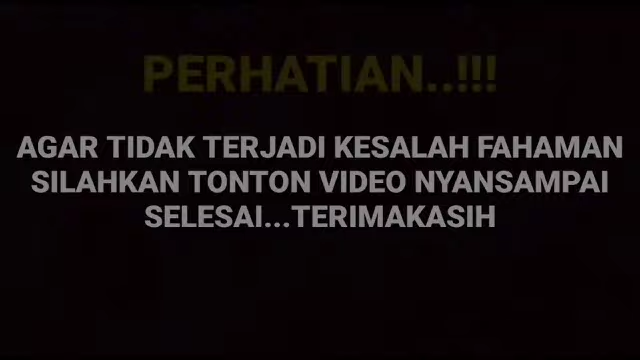 PERHATIAN..!!!
AGAR TIDAK TERJADI KESALAH FAHAMAN
SILAHKAN TONTON VIDEO NYANSAMPAI
SELESAI...TERIMAKASIH